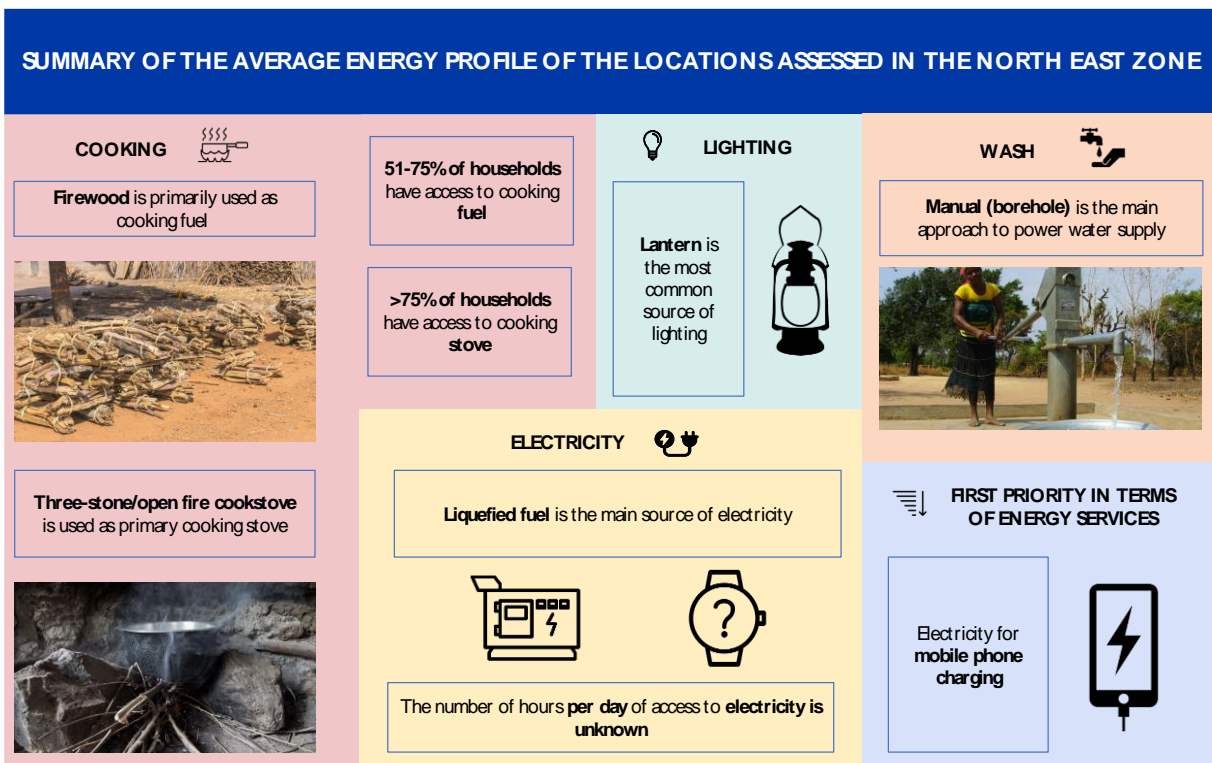 SUMMARY OF THE AVERAGE ENERGY PROFILE OF THE LOCATIONS ASSESSED IN THE NORTH EAST ZONE
COOKING
Firewood is primarily used as
cooking fuel
Three-stone/open fire cookstove
is used as primary cooking stove
51-75% of households
have access to cooking
fuel
>75% of households
have access to cooking
stove
LIGHTING
Lantern is
the most
common
source of
lighting
ELECTRICITY
Liquefied fuel is the main source of electricity
?
The number of hours per day of access to electricity is
unknown
WASH
Manual (borehole) is the main
approach to power water supply
FIRST PRIORITY IN TERMS
OF ENERGY SERVICES
Electricity for
mobile phone
charging